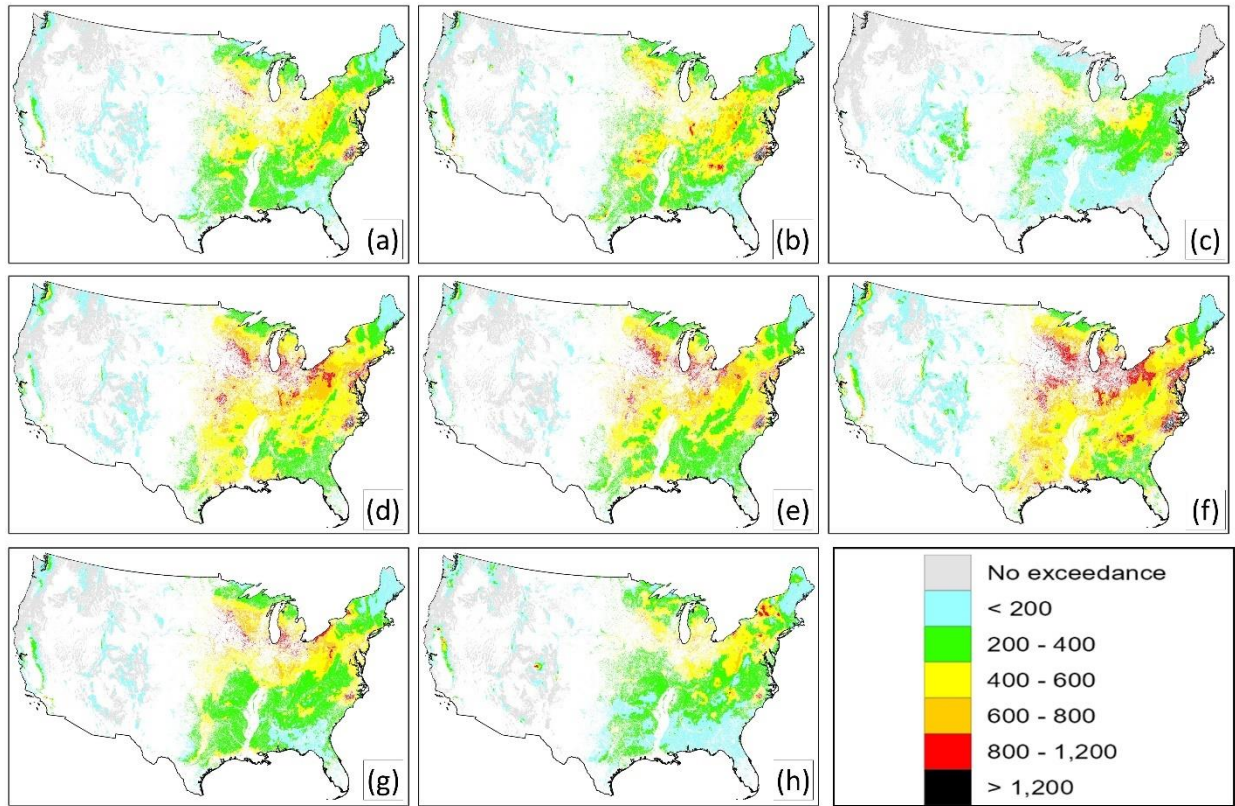 (a)
(b)
(c)
(d)
(e)
(f)
(g)
(h)
No exceedance
< 200
200 - 400
400 - 600
600 - 800
800 - 1,200
> 1,200